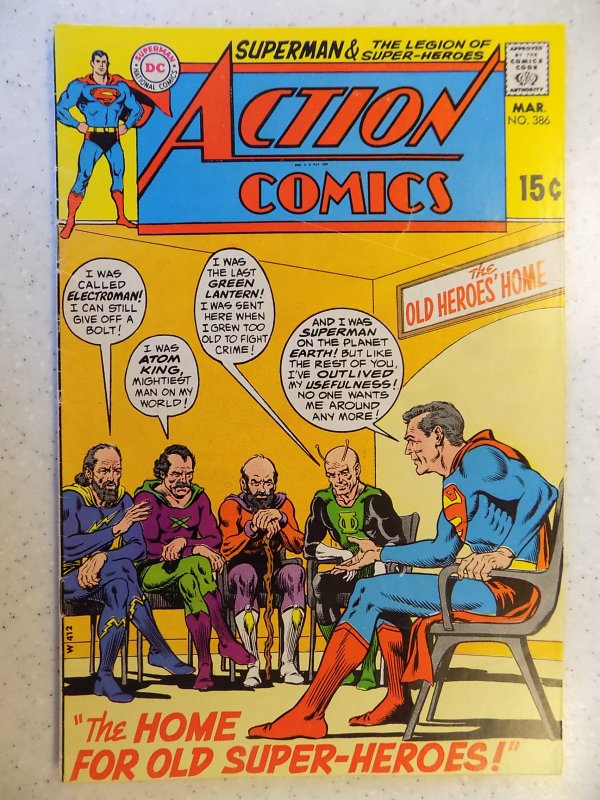 SUPERMAN & THE LEGION OF
SUPER-HEROES
SUPERMAN
DC
NATIONAL COMICS
APPROVED
BY THE
COMICS
CODE
AUTHORITY
ACTION
COMICS
MAR.
NO. 386
15¢
The
OLD HEROES' HOME
I WAS
CALLED
ELECTROMAN!
I CAN STILL
GIVE OFF A
BOLT!
I WAS
ATOM
KING,
MIGHTIEST
MAN ON MY
WORLD!
I WAS
THE LAST
GREEN
LANTERN!
I WAS SENT
HERE WHEN
I GREW TOO
OLD TO FIGHT
CRIME!
AND I WAS
SUPERMAN
ON THE PLANET
EARTH! BUT LIKE
THE REST OF YOU,
I'VE OUTLIVED
MY USEFULNESS!
NO ONE WANTS
ME AROUND
ANY MORE!
W 412
"The HOME
FOR OLD SUPER-HEROES!"